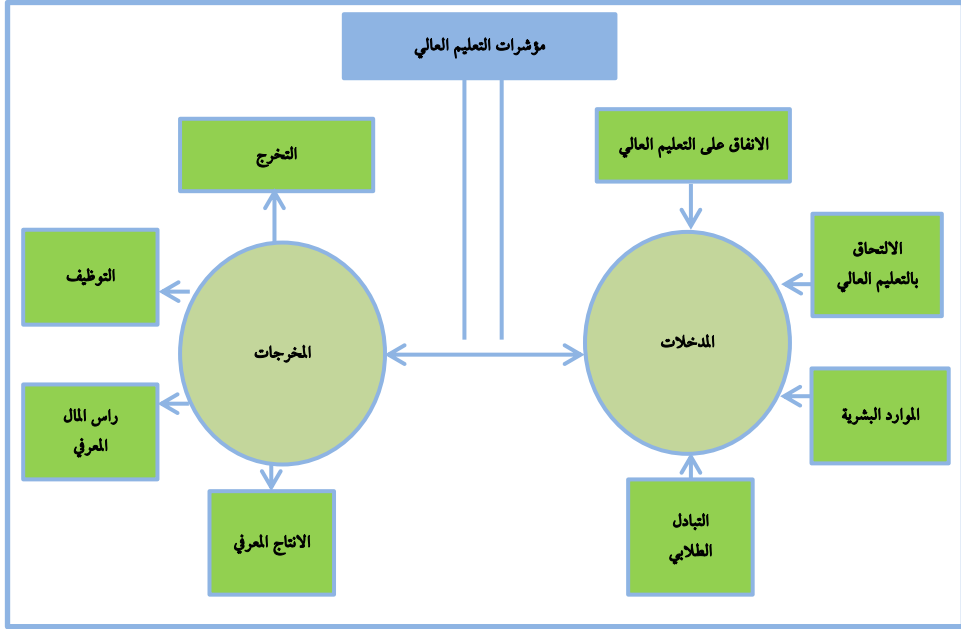 مؤشرات التعليم العالي
الانفاق على التعليم العالي
التخرج
الالتحاق
بالتعليم العالي
التوظيف
المدخلات
المخرجات
الموارد البشرية
راس المال
المعرفي
التبادل
الطلابي
الانتاج المعرفي